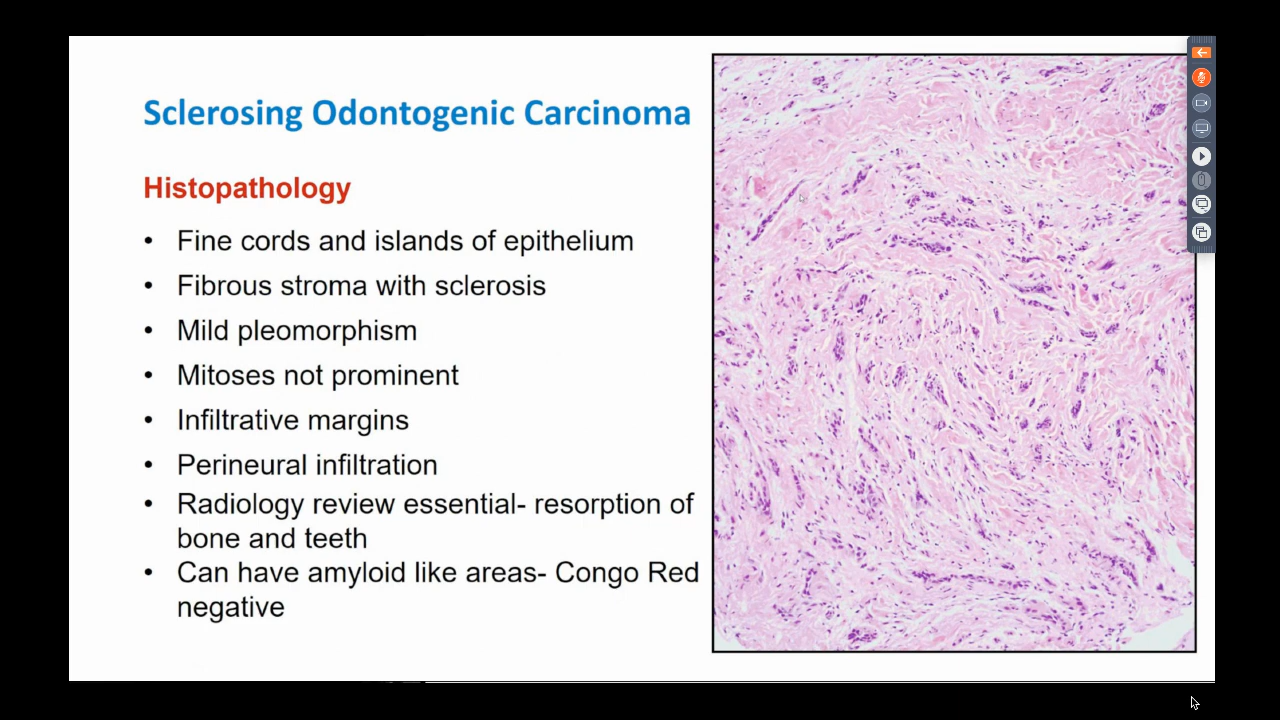 Sclerosing Odontogenic Carcinoma
Histopathology
• Fine cords and islands of epithelium
• Fibrous stroma with sclerosis
• Mild pleomorphism
• Mitoses not prominent
• Infiltrative margins
• Perineural infiltration
• Radiology review essential- resorption of
bone and teeth
• Can have amyloid like areas- Congo Red
negative